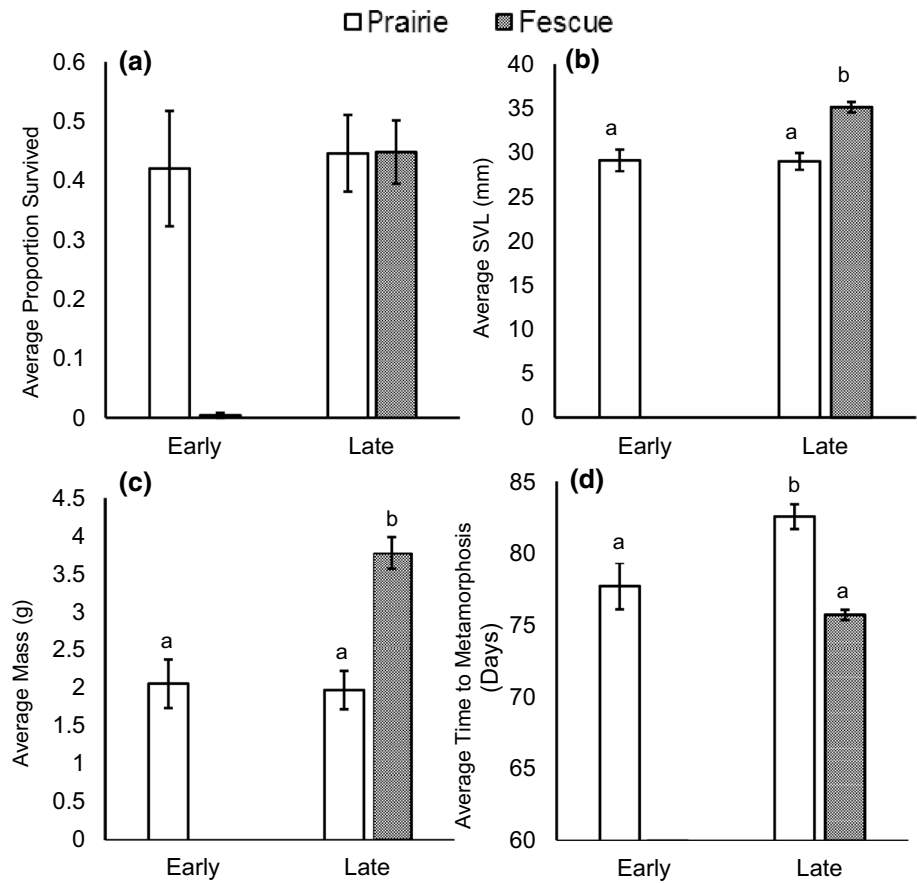 Prairie Fescue
(a)
Average Proportion Survived
0.6
0.5
0.4
0.3
0.2
0.1
0
Early Late
(b)
Average SVL (mm)
40
35
30
25
20
15
10
5
0
a
a
b
Early Late
(c)
Average Mass (g)
4.5
4
3.5
3
2.5
2
1.5
1
0.5
0
a
a
b
Early Late
(d)
Average Time to Metamorphosis
(Days)
85
80
75
70
65
60
a
b
a
Early Late